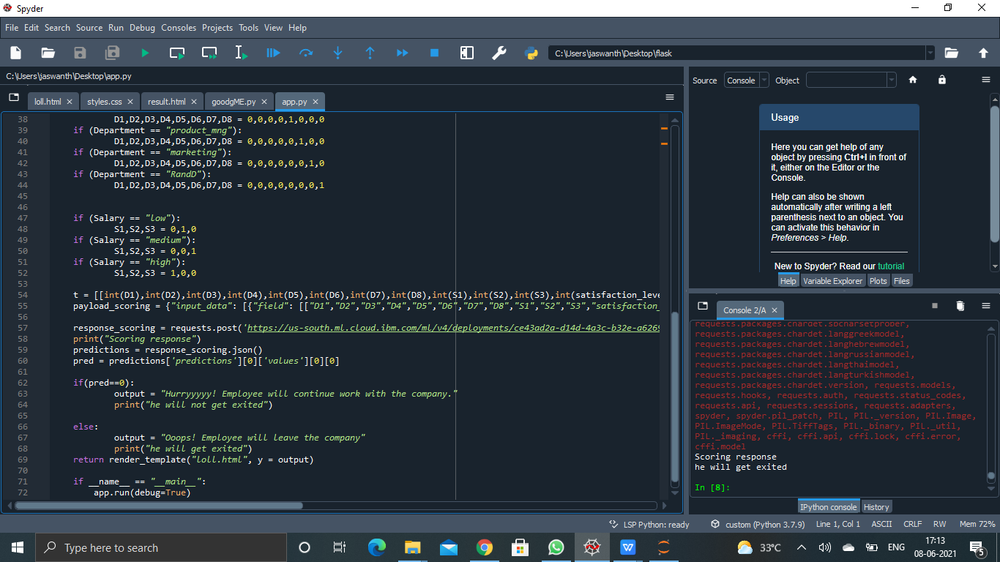 Spyder
File Edit Search Source Run Debug Consoles Projects Tools View Help
C:\Users\jaswanth\Desktop\flask
C:\Users\jaswanth\Desktop\app.py
loll.html styles.css result.html goodgME.py app.py
38 D1,D2,D3,D4,D5,D6,D7,D8 = 0,0,0,0,1,0,0,0
39 if (Department == "product_mng"):
40 D1,D2,D3,D4,D5,D6,D7,D8 = 0,0,0,0,0,1,0,0
41 if (Department == "marketing"):
42 D1,D2,D3,D4,D5,D6,D7,D8 = 0,0,0,0,0,0,1,0
43 if (Department == "RandD"):
44 D1,D2,D3,D4,D5,D6,D7,D8 = 0,0,0,0,0,0,0,1
45
46
47 if (Salary == "low"):
48 S1,S2,S3 = 0,1,0
49 if (Salary == "medium"):
50 S1,S2,S3 = 0,0,1
51 if (Salary == "high"):
52 S1,S2,S3 = 1,0,0
53
54 t = [[int(D1),int(D2),int(D3),int(D4),int(D5),int(D6),int(D7),int(D8),int(S1),int(S2),int(S3),int(satisfaction_leve
55 payload_scoring = {"input_data": [{"field": [["D1","D2","D3","D4","D5","D6","D7","D8","S1","S2","S3","satisfaction_
56
57 response_scoring = requests.post('https://us-south.ml.cloud.ibm.com/ml/v4/deployments/ce43ad2a-d14d-4a3c-b32e-a6269
58 print("Scoring response")
59 predictions = response_scoring.json()
60 pred = predictions['predictions'][0]['values'][0][0]
61
62 if(pred==0):
63 output = "Hurryyyyy! Employee will continue work with the company."
64 print("he will not get exited")
65
66 else:
67 output = "Ooops! Employee will leave the company"
68 print("he will get exited")
69 return render_template("loll.html", y = output)
70
71 if __name__ == "__main__":
72 app.run(debug=True)
Source Console Object
Usage
Here you can get help of any
object by pressing Ctrl+I in front of
it, either on the Editor or the
Console.
Help can also be shown
automatically after writing a left
parenthesis next to an object. You
can activate this behavior in
Preferences > Help.
New to Spyder? Read our tutorial
Help Variable Explorer Plots Files
Console 2/A
requests.packages.chardet.sbcharsetprober,
requests.packages.chardet.langgreekmodel,
requests.packages.chardet.langhebrewmodel,
requests.packages.chardet.langrussianmodel,
requests.packages.chardet.langthaimodel,
requests.packages.chardet.langturkishmodel,
requests.packages.chardet.version, requests.models,
requests.hooks, requests.auth, requests.status_codes,
requests.api, requests.sessions, requests.adapters,
spyder, spyder.pil_patch, PIL, PIL._version, PIL.Image,
PIL.ImageMode, PIL.TiffTags, PIL._binary, PIL._util,
PIL._imaging, cffi, cffi.api, cffi.lock, cffi.error,
cffi.model
Scoring response
he will get exited
In [8]:
IPython console History
LSP Python: ready custom (Python 3.7.9) Line 1, Col 1 ASCII CRLF RW Mem 72%
Type here to search
33°C ENG 17:13
08-06-2021
5